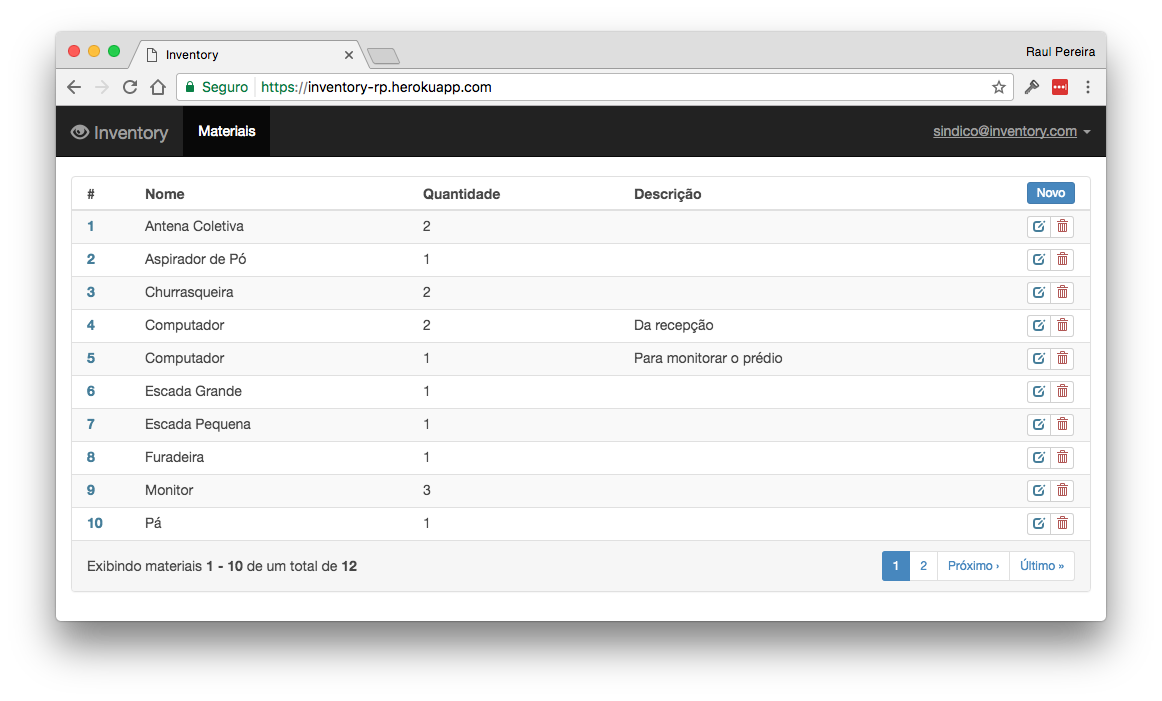 Inventory
Raul Pereira
Seguro https://inventory-rp.herokuapp.com
Inventory Materiais sindico@inventory.com
# Nome Quantidade Descrição Novo
1 Antena Coletiva 2
2 Aspirador de Pó 1
3 Churrasqueira 2
4 Computador 2 Da recepção
5 Computador 1 Para monitorar o prédio
6 Escada Grande 1
7 Escada Pequena 1
8 Furadeira 1
9 Monitor 3
10 Pá 1
Exibindo materiais 1 - 10 de um total de 12 1 2 Próximo › Último »